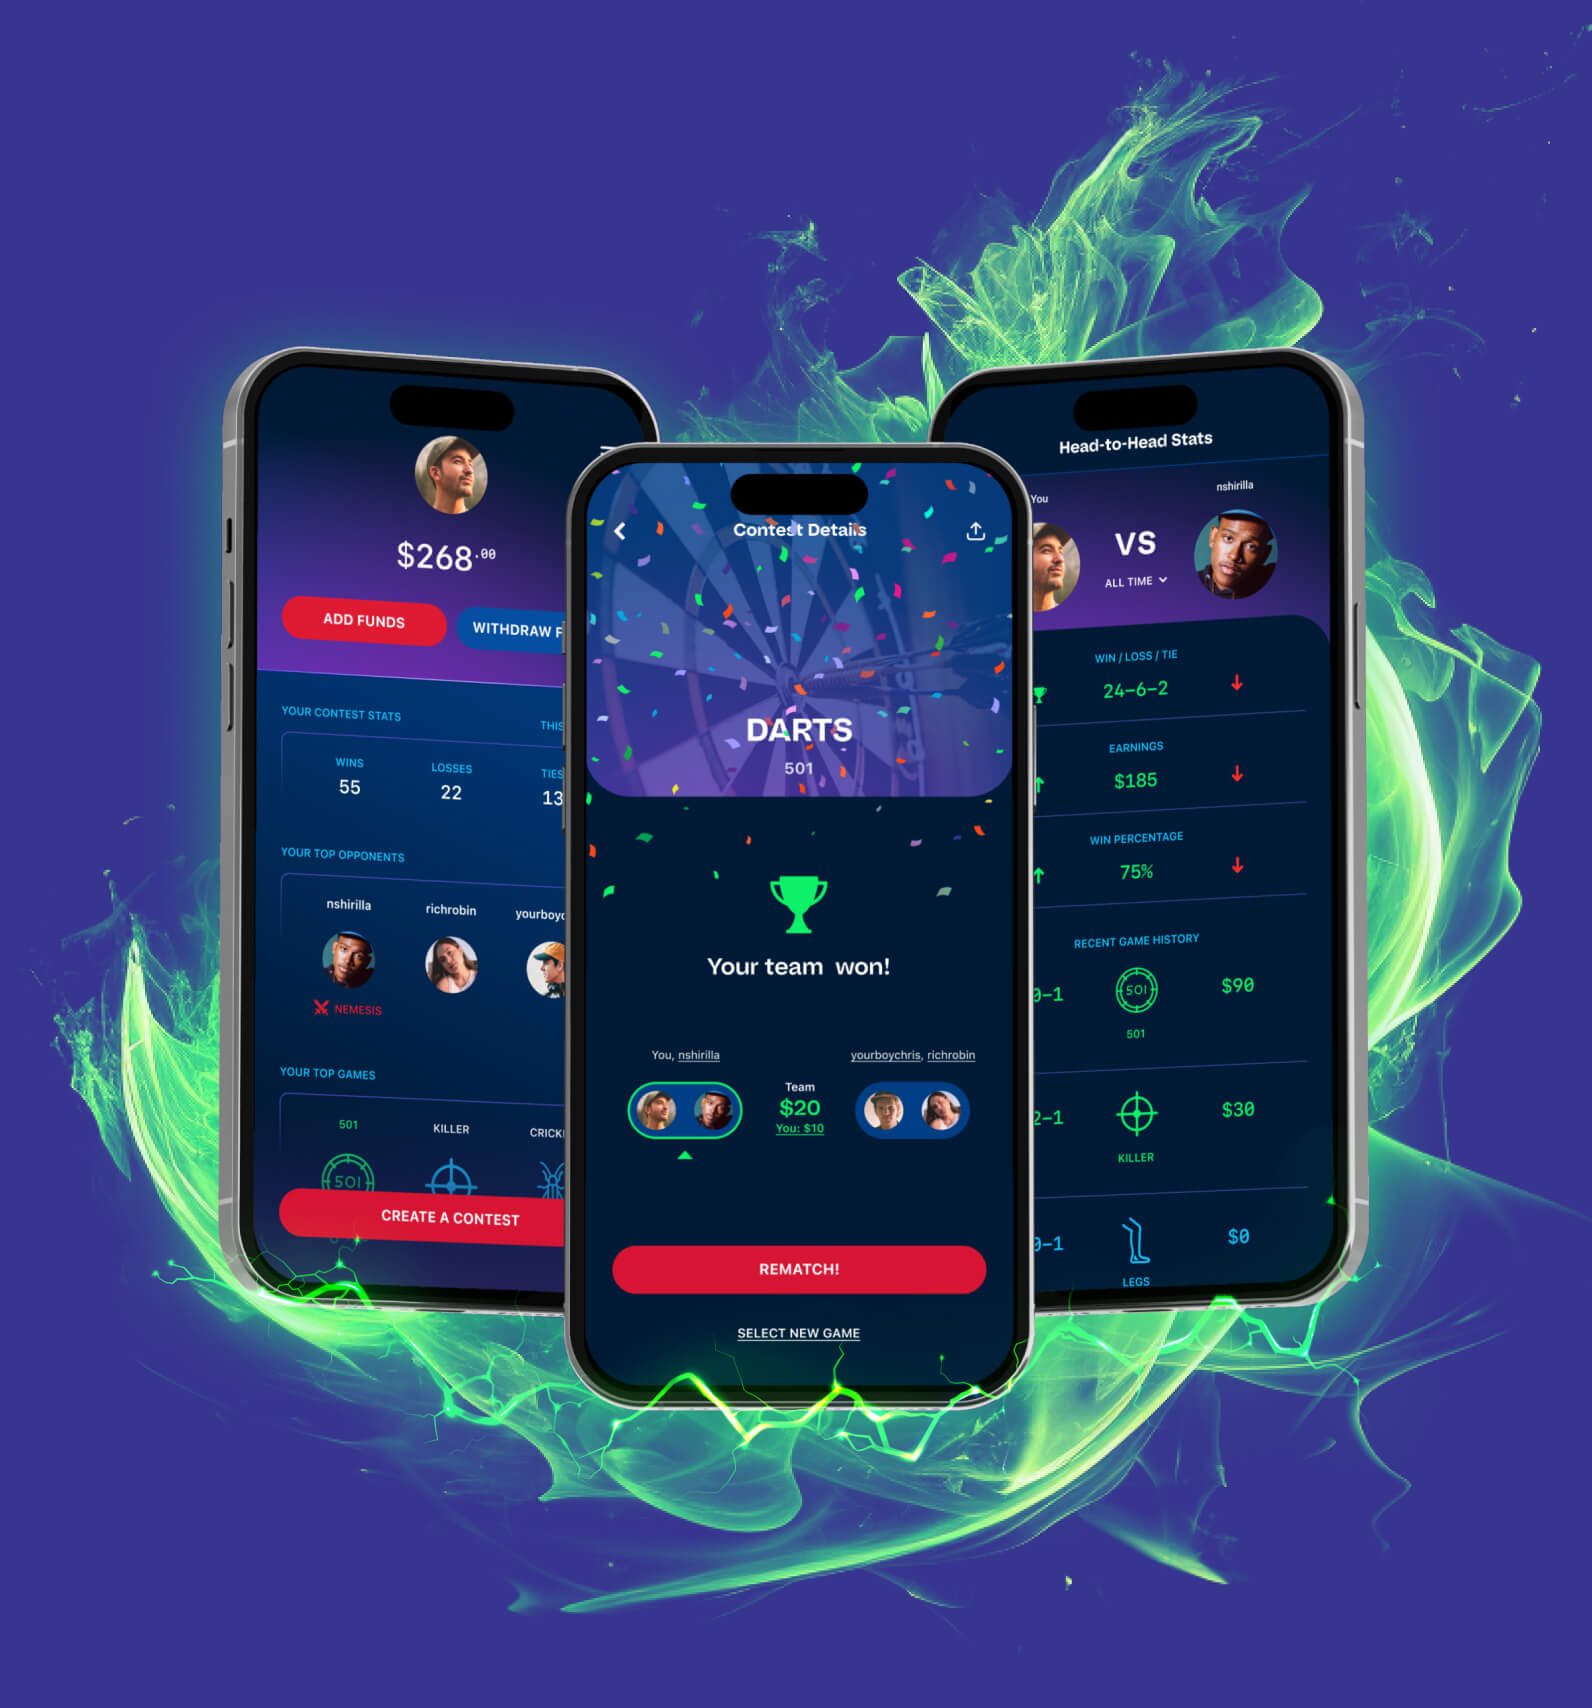 $268.00
ADD FUNDS
WITHDRAW F
YOUR CONTEST STATS
THIS
WINS
LOSSES
TIES
55
22
13
YOUR TOP OPPONENTS
nshirilla
richrobin
yourboyc
NEMESIS
YOUR TOP GAMES
501
KILLER
CRICK
501
CREATE A CONTEST
Contest Details
DARTS
501
Your team won!
You, nshirilla
yourboychris, richrobin
Team
$20
You: $10
REMATCH!
SELECT NEW GAME
Head-to-Head Stats
You
nshirilla
VS
ALL TIME
WIN / LOSS / TIE
24-6-2
EARNINGS
$185
WIN PERCENTAGE
75%
RECENT GAME HISTORY
0-1
501
$90
501
2-1
$30
KILLER
0-1
$0
LEGS